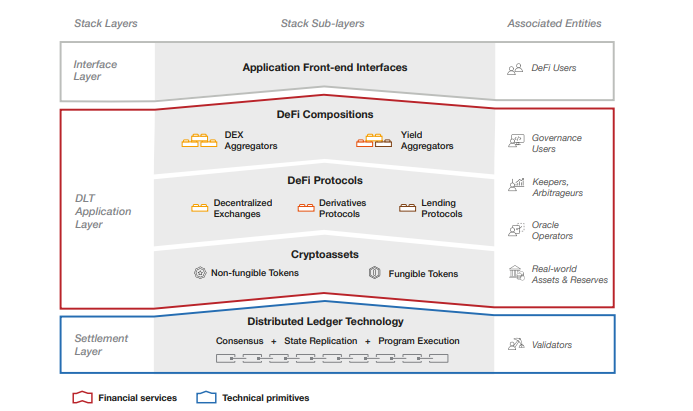 Stack Layers
Stack Sub-layers
Associated Entities
Interface
Layer
Application Front-end Interfaces
DeFi Users
DLT
Application
Layer
DeFi Compositions
DEX
Aggregators
Yield
Aggregators
DeFi Protocols
Decentralized
Exchanges
Derivatives
Protocols
Lending
Protocols
Cryptoassets
Non-fungible Tokens
Fungible Tokens
Governance
Users
Keepers,
Arbitrageurs
Oracle
Operators
Real-world
Assets & Reserves
Settlement
Layer
Distributed Ledger Technology
Consensus + State Replication + Program Execution
Validators
Financial services
Technical primitives